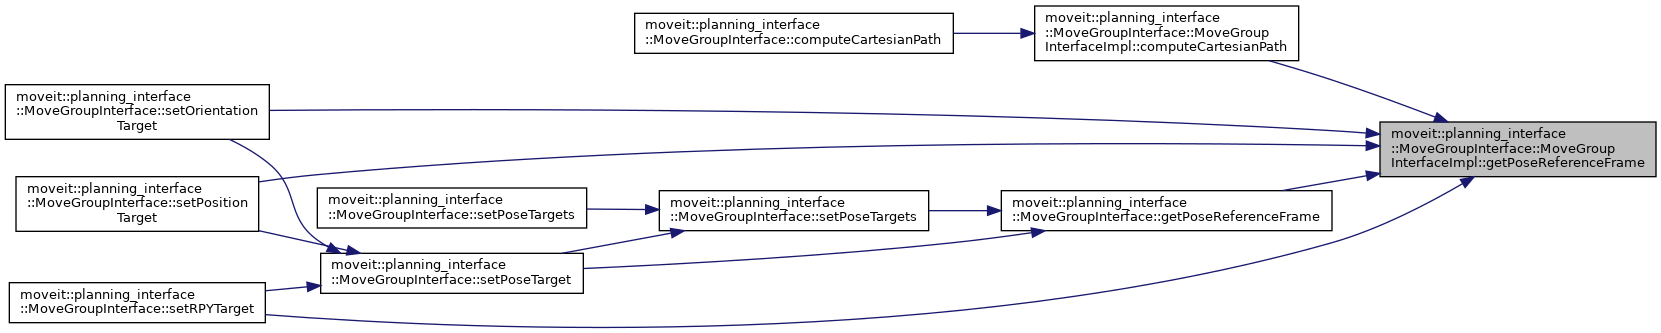 moveit::planning_interface
::MoveGroupInterface::computeCartesianPath
moveit::planning_interface
::MoveGroupInterface::MoveGroup
InterfaceImpl::computeCartesianPath
moveit::planning_interface
::MoveGroupInterface::setOrientation
Target
moveit::planning_interface
::MoveGroupInterface::MoveGroup
InterfaceImpl::getPoseReferenceFrame
moveit::planning_interface
::MoveGroupInterface::setPosition
Target
moveit::planning_interface
::MoveGroupInterface::setPoseTargets
moveit::planning_interface
::MoveGroupInterface::setPoseTargets
moveit::planning_interface
::MoveGroupInterface::getPoseReferenceFrame
moveit::planning_interface
::MoveGroupInterface::setPoseTarget
moveit::planning_interface
::MoveGroupInterface::setRPYTarget